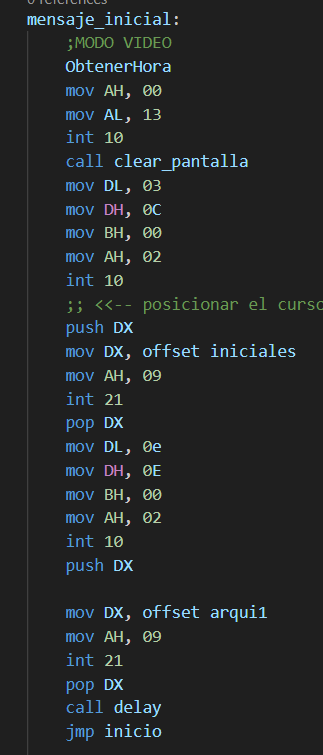 0 references
mensaje_inicial:
;MODO VIDEO
ObtenerHora
mov AH, 00
mov AL, 13
int 10
call clear_pantalla
mov DL, 03
mov DH, 0C
mov BH, 00
mov AH, 02
int 10
;; <<-- posicionar el curso
push DX
mov DX, offset iniciales
mov AH, 09
int 21
pop DX
mov DL, 0e
mov DH, 0E
mov BH, 00
mov AH, 02
int 10
push DX
mov DX, offset arqui1
mov AH, 09
int 21
pop DX
call delay
jmp inicio